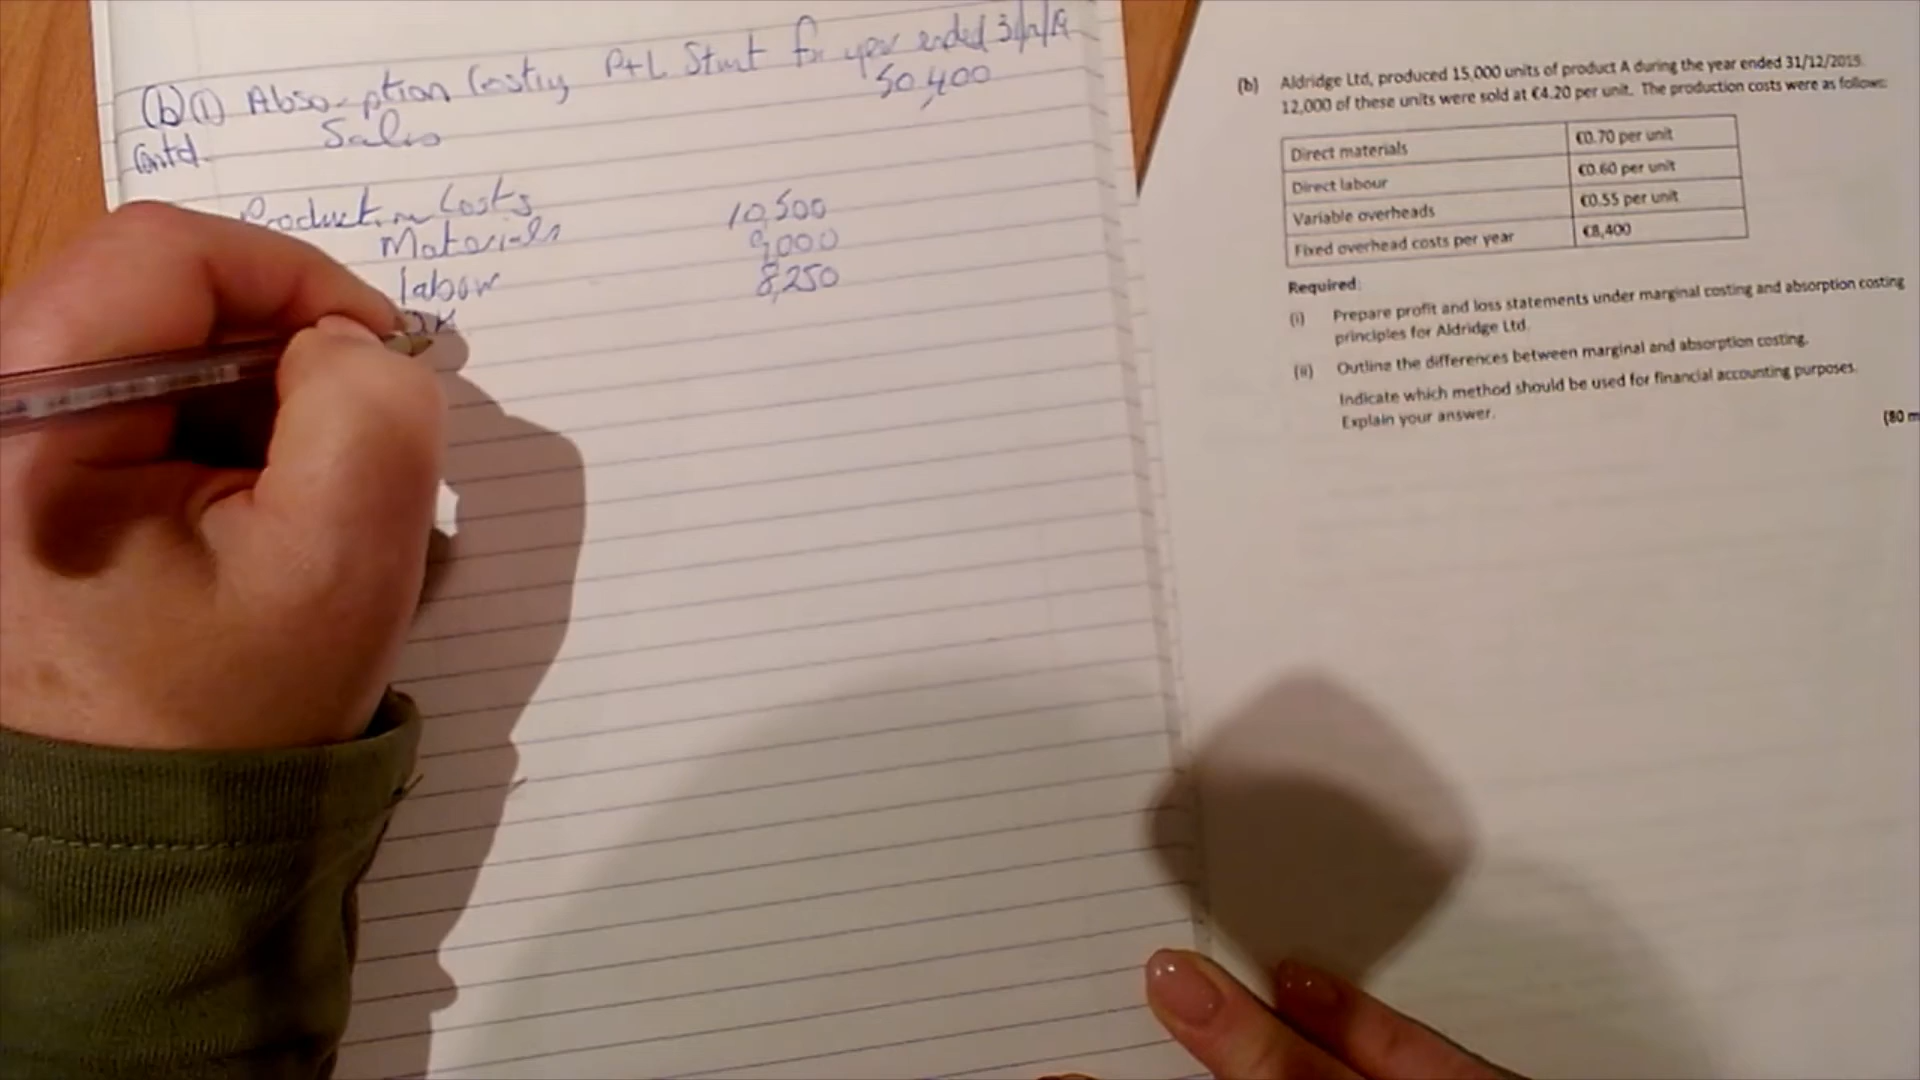 (b) (1) Absorption Costing P+L Stmt for year ended 31/12/19
Contd. Sales 50,400
Production Costs
Materials 10,500
labour 9,000
8,250
(b) Aldridge Ltd, produced 15,000 units of product A during the year ended 31/12/2019.
12,000 of these units were sold at €4.20 per unit. The production costs were as follows:
Direct materials €0.70 per unit
Direct labour €0.60 per unit
Variable overheads €0.55 per unit
Fixed overhead costs per year €8,400
Required:
(i) Prepare profit and loss statements under marginal costing and absorption costing
principles for Aldridge Ltd.
(ii) Outline the differences between marginal and absorption costing.
Indicate which method should be used for financial accounting purposes.
Explain your answer.
(80 m